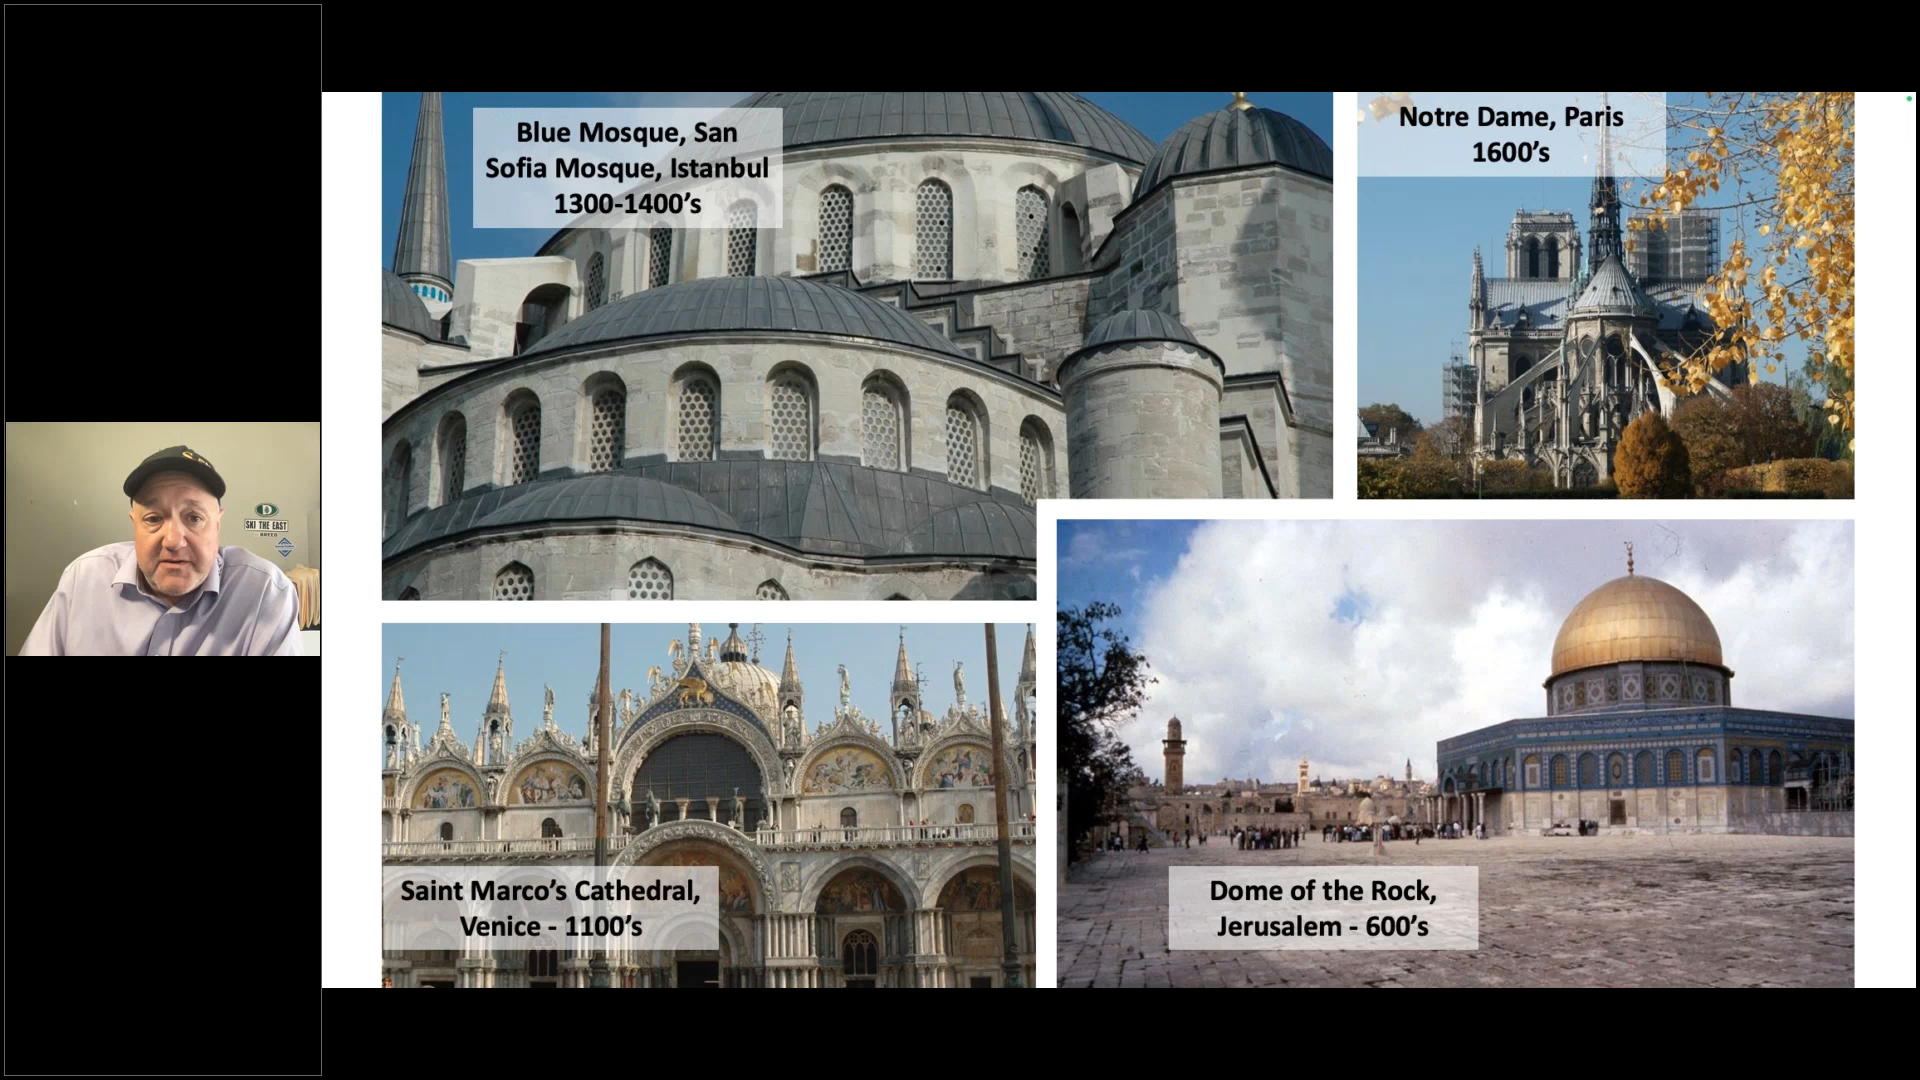 Blue Mosque, San
Sofia Mosque, Istanbul
1300-1400’s
Notre Dame, Paris
1600’s
SKI THE EAST
BREED
Saint Marco’s Cathedral,
Venice - 1100’s
Dome of the Rock,
Jerusalem - 600’s